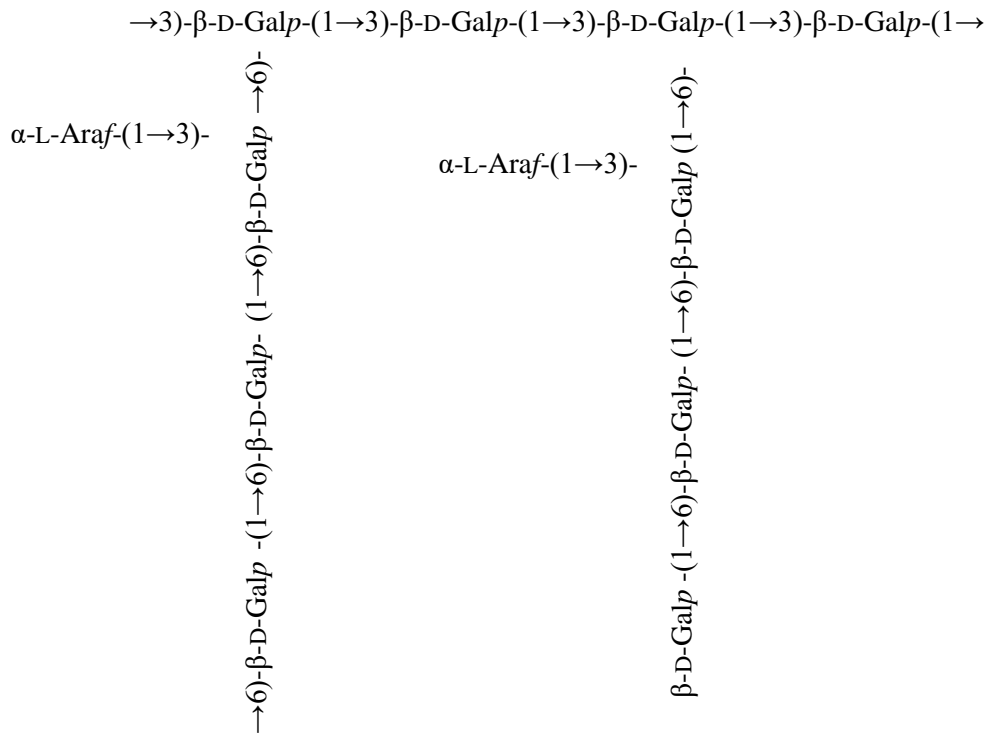 →3)-β-D-Galp-(1→3)-β-D-Galp-(1→3)-β-D-Galp-(1→3)-β-D-Galp-(1→
α-L-Araf-(1→3)-
→6)-β-D-Galp -(1→6)-β-D-Galp- (1→6)-β-D-Galp →6)-
α-L-Araf-(1→3)-
β-D-Galp -(1→6)-β-D-Galp- (1→6)-β-D-Galp (1→6)-